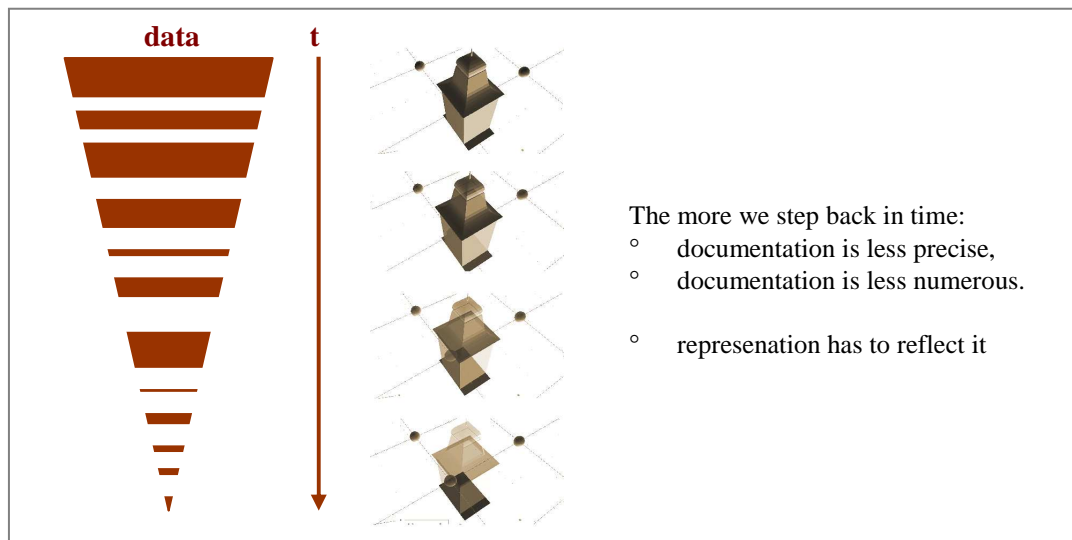 data
t
The more we step back in time:
° documentation is less precise,
° documentation is less numerous.
° represenation has to reflect it